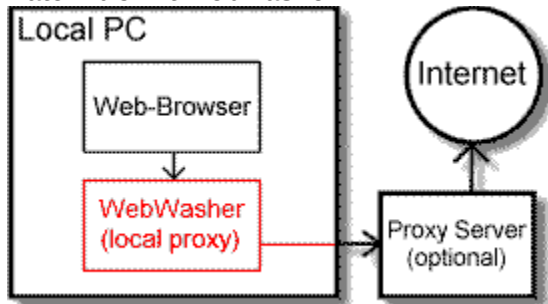 Local PC
Internet
Web-Browser
WebWasher
(local proxy)
Proxy Server
(optional)